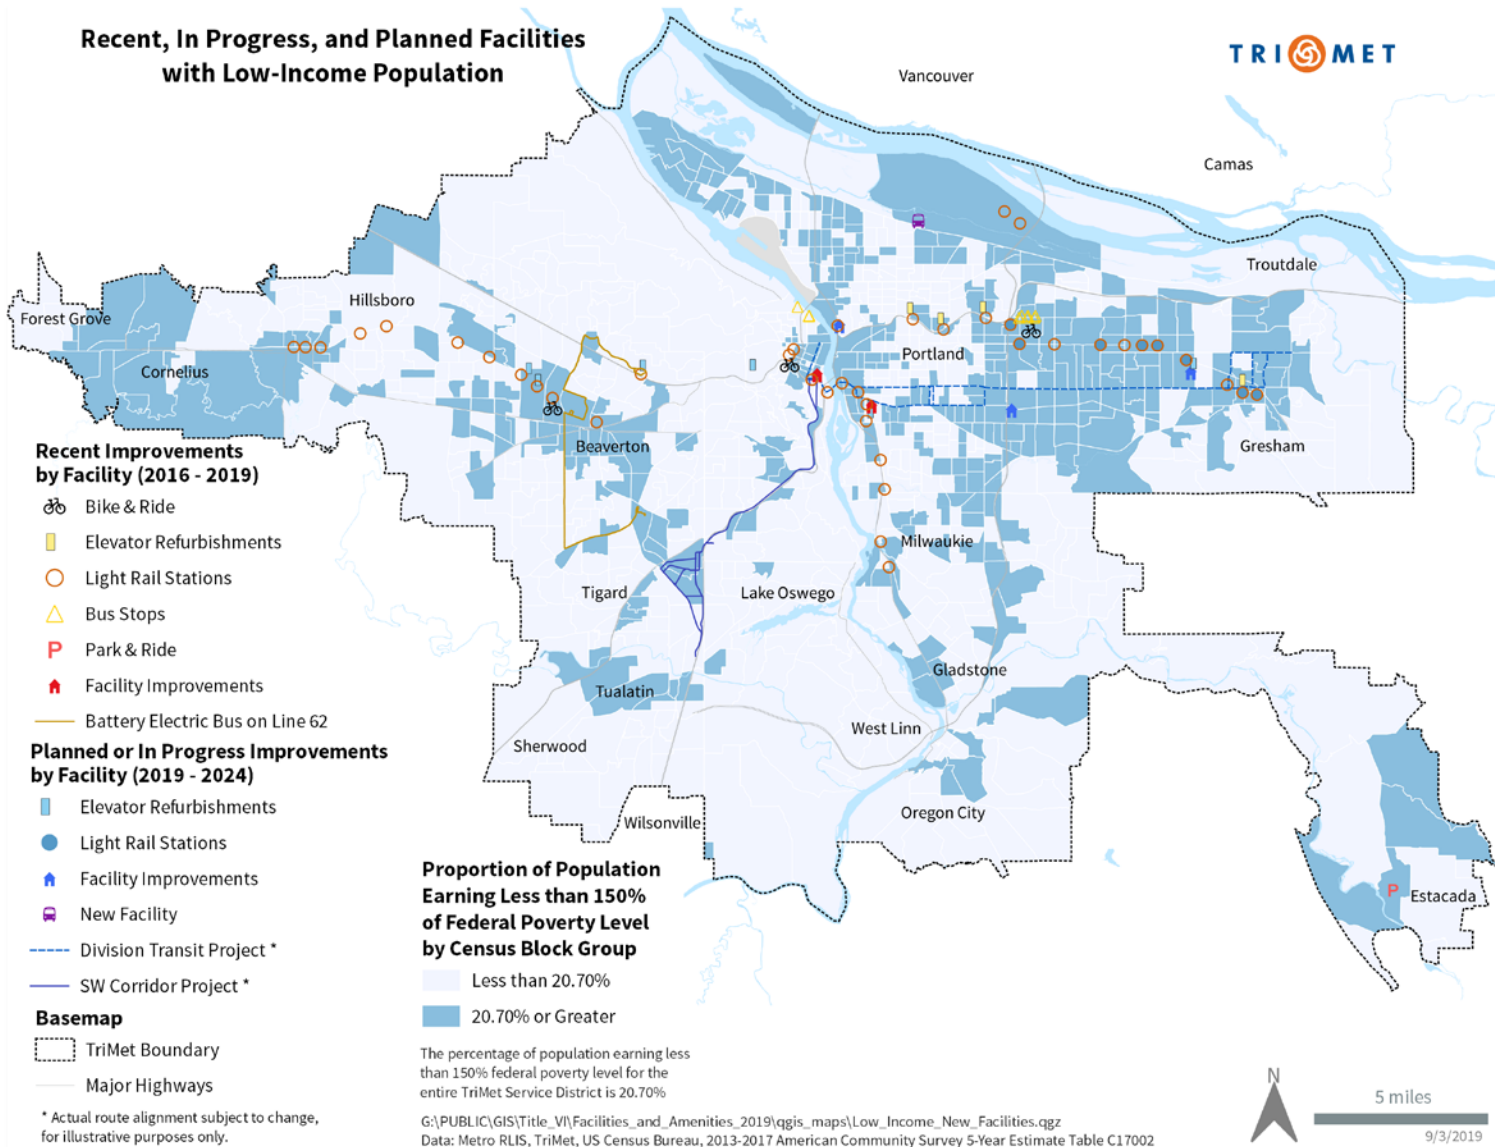 Recent, In Progress, and Planned Facilities
with Low-Income Population
TRI MET
Vancouver
Camas
Troutdale
Hillsboro
Forest Grove
Portland
Cornelius
Beaverton
Gresham
Milwaukie
Tigard
Lake Oswego
Gladstone
Tualatin
West Linn
Sherwood
Oregon City
Wilsonville
P
Estacada
Recent Improvements
by Facility (2016 - 2019)
Bike & Ride
Elevator Refurbishments
Light Rail Stations
Bus Stops
P Park & Ride
Facility Improvements
Battery Electric Bus on Line 62
Planned or In Progress Improvements
by Facility (2019 - 2024)
Elevator Refurbishments
Light Rail Stations
Facility Improvements
New Facility
Division Transit Project *
SW Corridor Project *
Basemap
TriMet Boundary
Major Highways
* Actual route alignment subject to change,
for illustrative purposes only.
Proportion of Population
Earning Less than 150%
of Federal Poverty Level
by Census Block Group
Less than 20.70%
20.70% or Greater
The percentage of population earning less
than 150% federal poverty level for the
entire TriMet Service District is 20.70%
G:\PUBLIC\GIS\Title_VI\Facilities_and_Amenities_2019\qgis_maps\Low_Income_New_Facilities.qgz
Data: Metro RLIS, TriMet, US Census Bureau, 2013-2017 American Community Survey 5-Year Estimate Table C17002
N
5 miles
9/3/2019